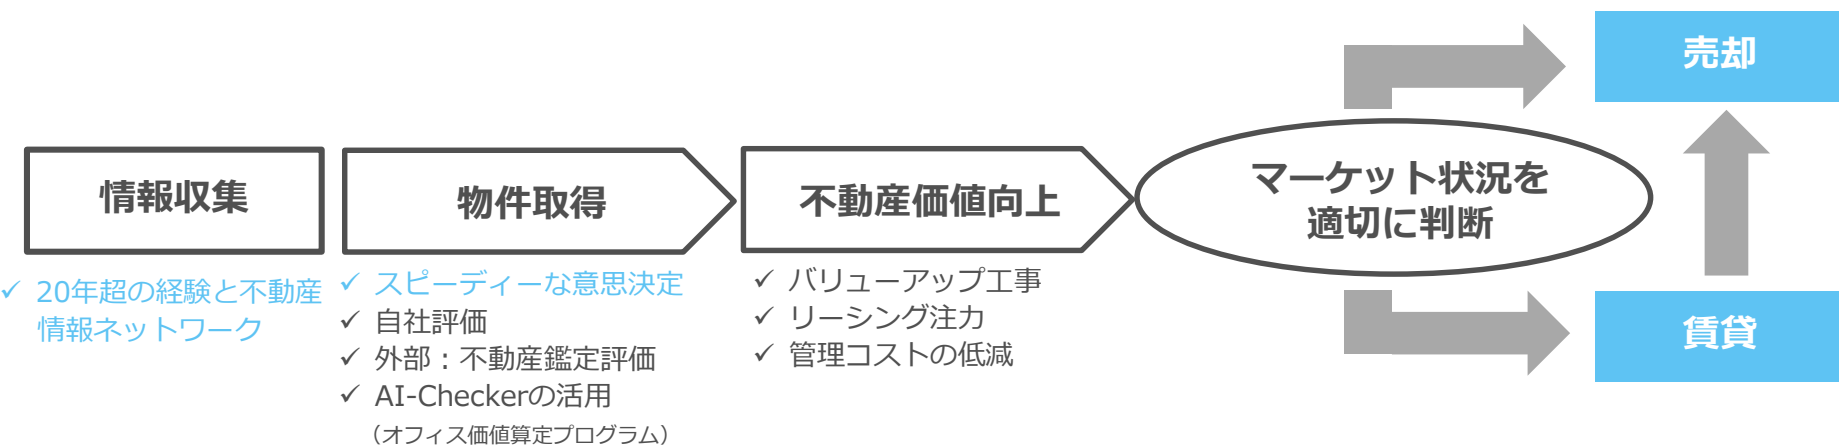 情報収集
✓ 20年超の経験と不動産
情報ネットワーク
物件取得
✓ スピーディーな意思決定
✓ 自社評価
✓ 外部：不動産鑑定評価
✓ AI-Checkerの活用
（オフィス価値算定プログラム）
不動産価値向上
✓ バリューアップ工事
✓ リーシング注力
✓ 管理コストの低減
マーケット状況を
適切に判断
売却
賃貸